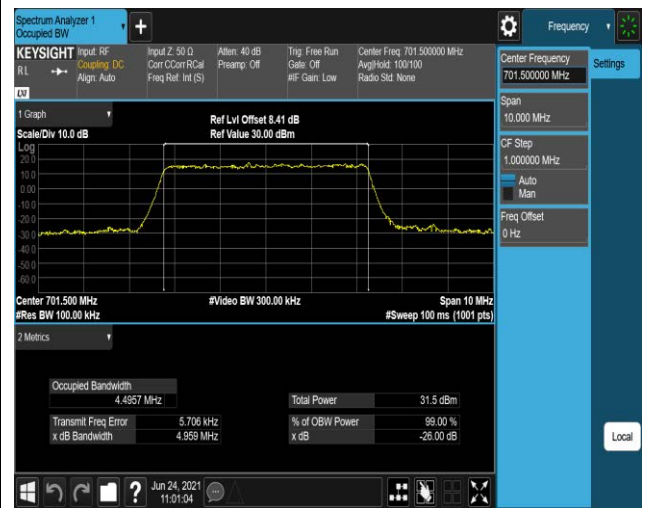 Spectrum Analyzer 1
Occupied BW
+
Frequency
KEYSIGHT
RL
LXI
Input: RF
Coupling: DC
Align: Auto
Input Z: 50 Ω
Corr CCorr RCal
Freq Ref: Int (S)
Atten: 40 dB
Preamp: Off
Trig: Free Run
Gate: Off
#IF Gain: Low
Center Freq: 701.500000 MHz
Avg|Hold: 100/100
Radio Std: None
Center Frequency
701.500000 MHz
Settings
Span
10.000 MHz
CF Step
1.000000 MHz
Auto
Man
Freq Offset
0 Hz
1 Graph
Scale/Div 10.0 dB
Ref Lvl Offset 8.41 dB
Ref Value 30.00 dBm
Log
20.0
10.0
0.00
-10.0
-20.0
-30.0
-40.0
-50.0
-60.0
Center 701.500 MHz
#Video BW 300.00 kHz
Span 10 MHz
#Res BW 100.00 kHz
#Sweep 100 ms (1001 pts)
2 Metrics
Occupied Bandwidth
4.4957 MHz
Total Power 31.5 dBm
Transmit Freq Error 5.706 kHz
% of OBW Power 99.00 %
x dB Bandwidth 4.959 MHz
x dB -26.00 dB
Local
?
Jun 24, 2021
11:01:04